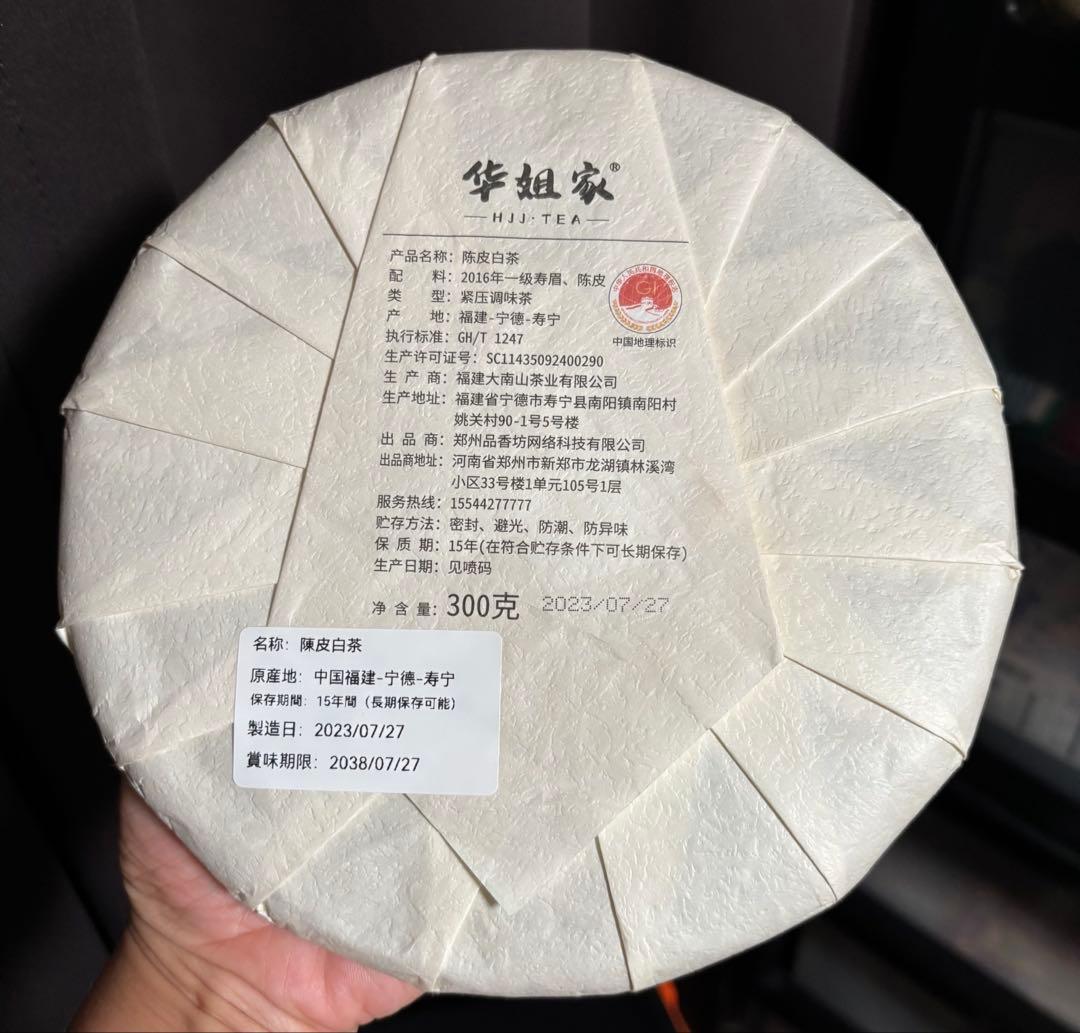 华姐家®
HJJ·TEA
产品名称：陈皮白茶
配 料：2016年一级寿眉、陈皮
类 型：紧压调味茶
产 地：福建-宁德-寿宁
执行标准：GH/T 1247
生产许可证号：SC11435092400290
生 产 商：福建大南山茶业有限公司
生产地址：福建省宁德市寿宁县南阳镇南阳村
姚关村90-1号5号楼
出 品 商：郑州品香坊网络科技有限公司
出品商地址：河南省郑州市新郑市龙湖镇林溪湾
小区33号楼1单元105号1层
服务热线：15544277777
贮存方法：密封、避光、防潮、防异味
保 质 期：15年(在符合贮存条件下可长期保存)
生产日期：见喷码
净 含 量：300克 2023/07/27
GI
中国地理标识
名称：陳皮白茶
原産地：中国福建-宁德-寿宁
保存期間：15年間（長期保存可能）
製造日：2023/07/27
賞味期限：2038/07/27